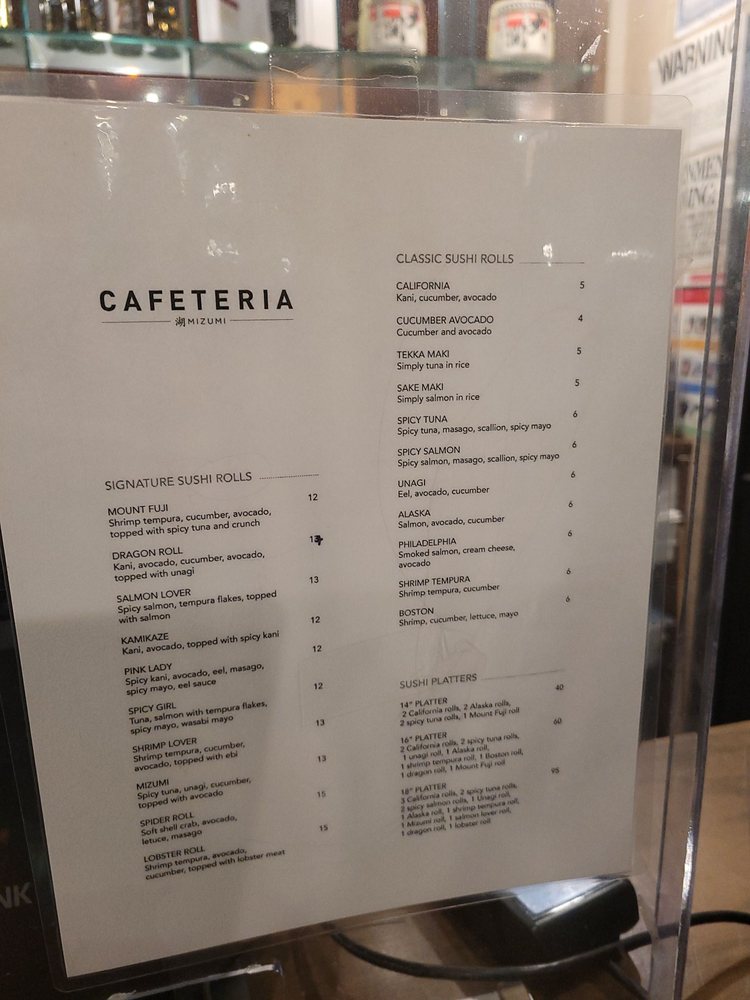 WARNING
CAFETERIA
湖 MIZUMI
SIGNATURE SUSHI ROLLS
MOUNT FUJI 12
Shrimp tempura, cucumber, avocado,
topped with spicy tuna and crunch
DRAGON ROLL
Kani, avocado, cucumber, avocado,
topped with unagi
SALMON LOVER 13
Spicy salmon, tempura flakes, topped
with salmon
KAMIKAZE 12
Kani, avocado, topped with spicy kani
PINK LADY 12
Spicy kani, avocado, eel, masago,
spicy mayo, eel sauce
SPICY GIRL 12
Tuna, salmon with tempura flakes,
spicy mayo, wasabi mayo
SHRIMP LOVER 13
Shrimp tempura, cucumber,
avocado, topped with ebi
MIZUMI 13
Spicy tuna, unagi, cucumber,
topped with avocado
SPIDER ROLL 15
Soft shell crab, avocado,
letuce, masago
LOBSTER ROLL 15
Shrimp tempura, avocado,
cucumber, topped with lobster meat
CLASSIC SUSHI ROLLS
CALIFORNIA 5
Kani, cucumber, avocado
CUCUMBER AVOCADO 4
Cucumber and avocado
TEKKA MAKI 5
Simply tuna in rice
SAKE MAKI 5
Simply salmon in rice
SPICY TUNA 6
Spicy tuna, masago, scallion, spicy mayo
SPICY SALMON 6
Spicy salmon, masago, scallion, spicy mayo
UNAGI 6
Eel, avocado, cucumber
ALASKA 6
Salmon, avocado, cucumber
PHILADELPHIA 6
Smoked salmon, cream cheese,
avocado
SHRIMP TEMPURA 6
Shrimp tempura, cucumber
BOSTON 6
Shrimp, cucumber, lettuce, mayo
SUSHI PLATTERS
14" PLATTER 40
2 California rolls, 2 Alaska rolls,
2 spicy tuna rolls, 1 Mount Fuji roll
16" PLATTER 60
2 California rolls, 2 spicy tuna rolls,
1 unagi roll, 1 Alaska roll,
1 shrimp tempura roll, 1 Boston roll,
1 dragon roll, 1 Mount Fuji roll
18" PLATTER 95
3 California rolls, 2 spicy tuna rolls,
2 spicy salmon rolls, 1 Unagi roll,
1 Alaska roll, 1 shrimp tempura roll,
1 Mizumi roll, 1 salmon lover roll,
1 dragon roll, 1 lobster roll